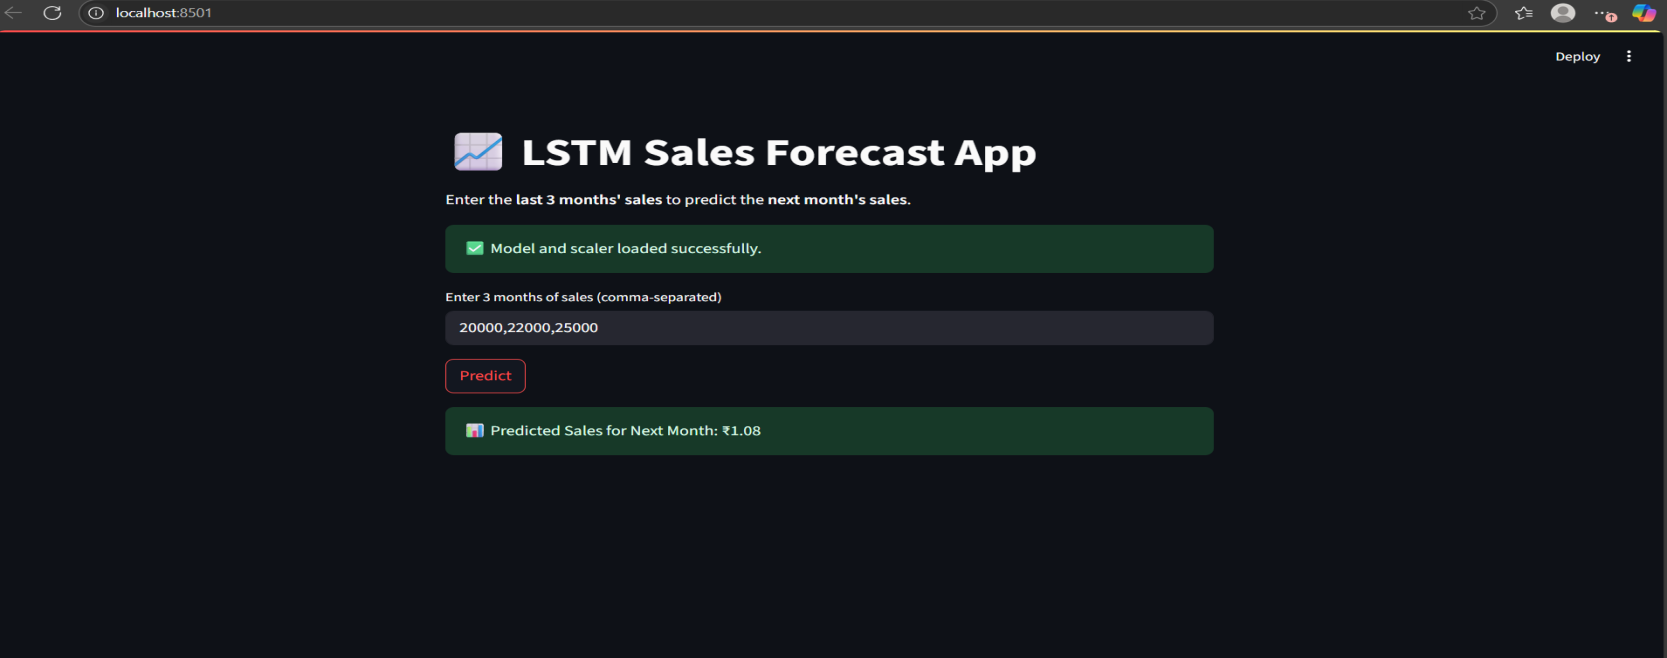 localhost:8501
Deploy
LSTM Sales Forecast App
Enter the last 3 months' sales to predict the next month's sales.
Model and scaler loaded successfully.
Enter 3 months of sales (comma-separated)
20000,22000,25000
Predict
Predicted Sales for Next Month: ₹1.08